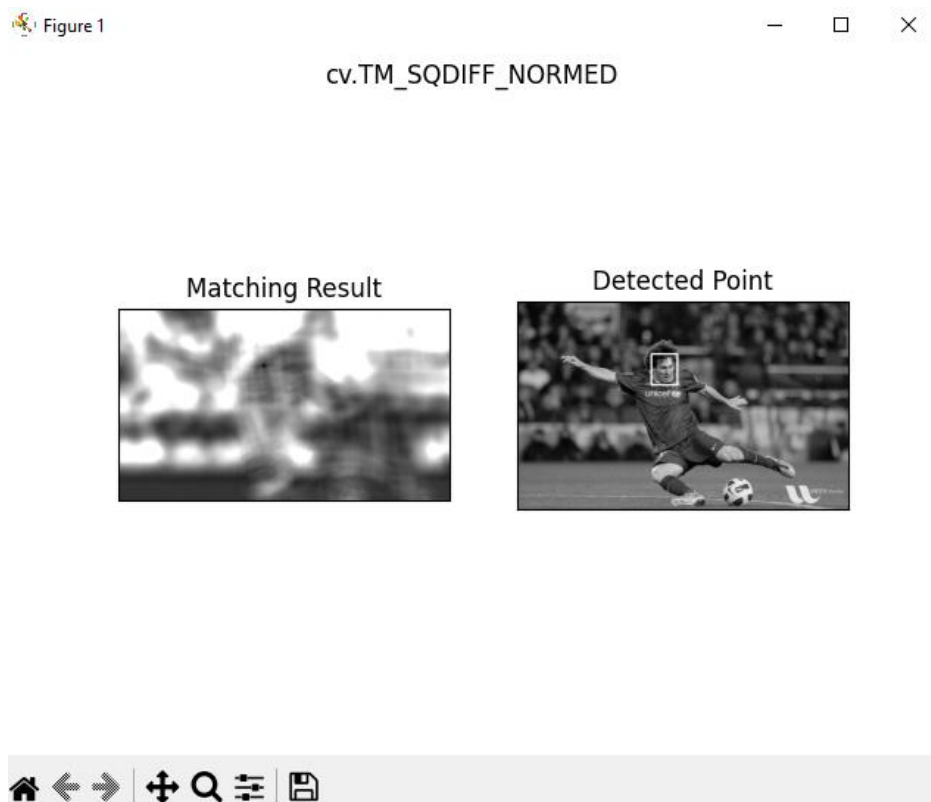 Figure 1
cv.TM_SQDIFF_NORMED
Matching Result
Detected Point
unicef